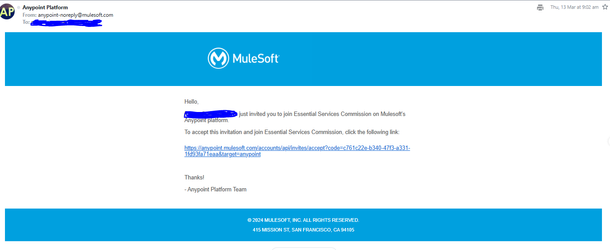 AP
Anypoint Platform
From: anypoint-noreply@mulesoft.com
To:
Thu, 13 Mar at 9:02 am
MuleSoft
Hello,
just invited you to join Essential Services Commission on Mulesoft's
Anypoint platform.
To accept this invitation and join Essential Services Commission, click the following link:
https://anypoint.mulesoft.com/accounts/api/invites/accept?code=c761c22e-b340-47f3-a331-
1fd93fa71eaa&target=anypoint
Thanks!
- Anypoint Platform Team
© 2024 MULESOFT, INC. ALL RIGHTS RESERVED.
415 MISSION ST, SAN FRANCISCO, CA 94105